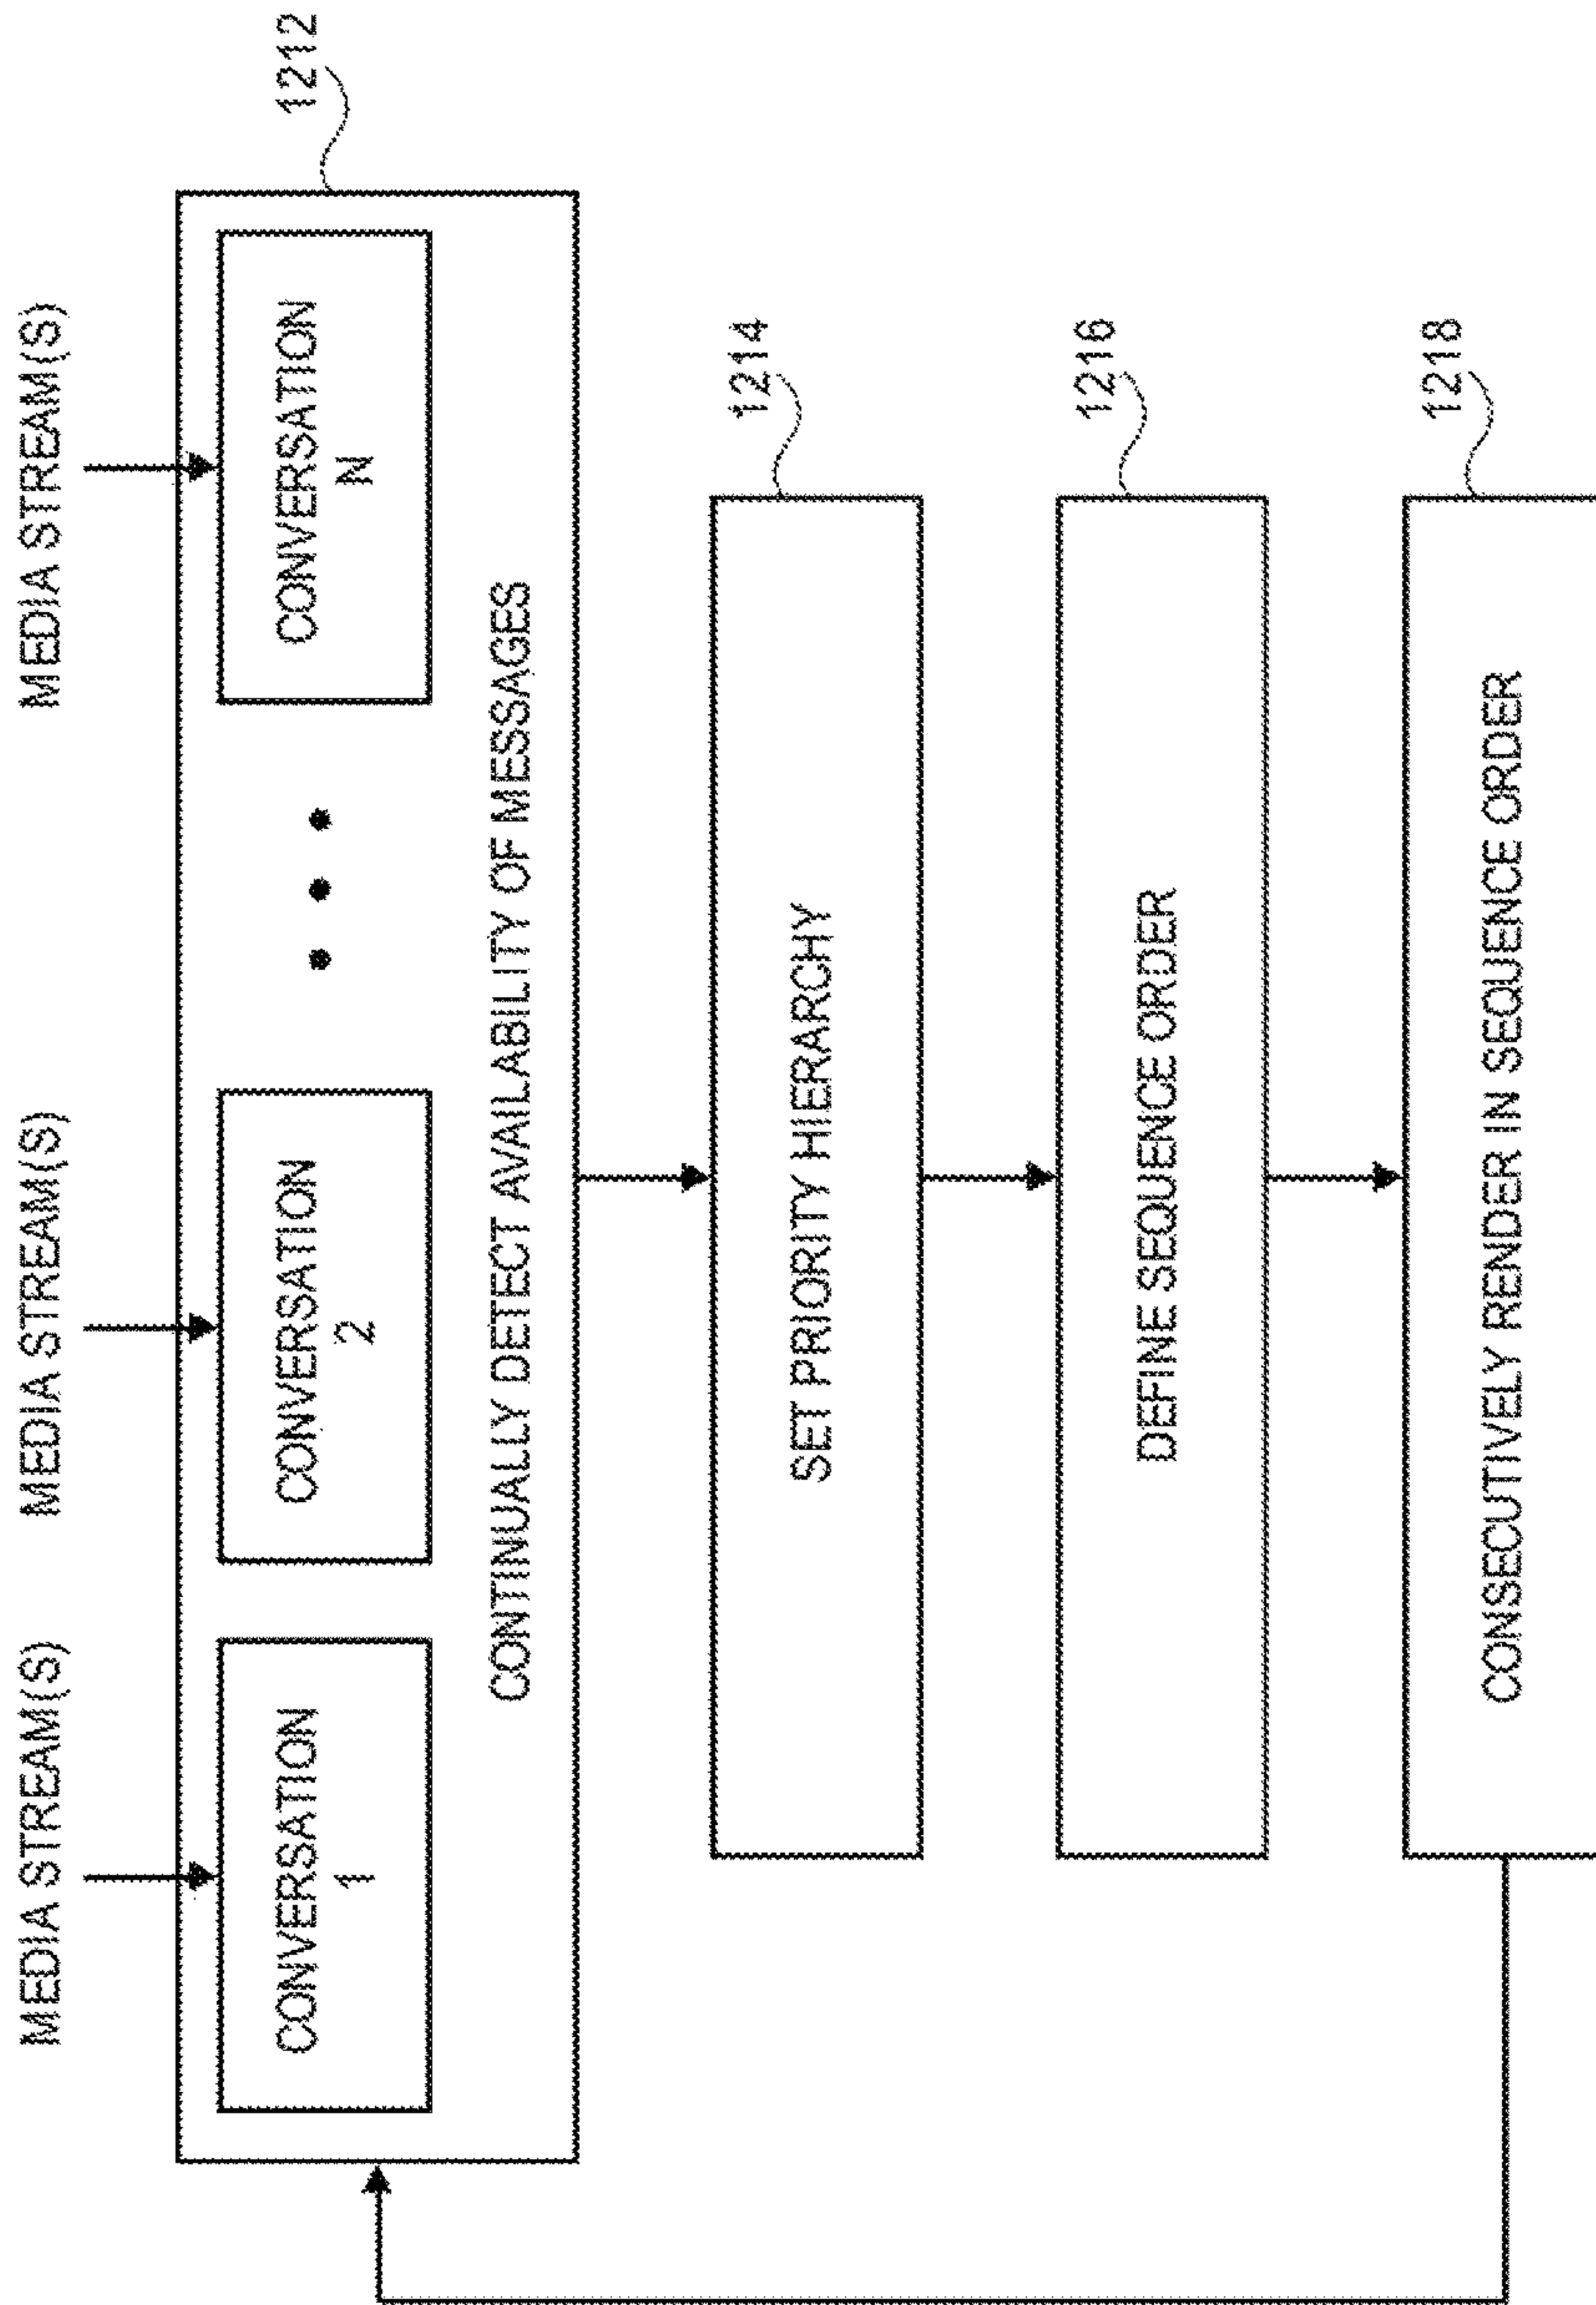 MEDIA STREAM(S)
MEDIA STREAM(S)
MEDIA STREAM(S)
1212
CONVERSATION
1
CONVERSATION
2
CONVERSATION
N
CONTINUALLY DETECT AVAILABILITY OF MESSAGES
1214
SET PRIORITY HIERARCHY
1216
DEFINE SEQUENCE ORDER
1218
CONSECUTIVELY RENDER IN SEQUENCE ORDER